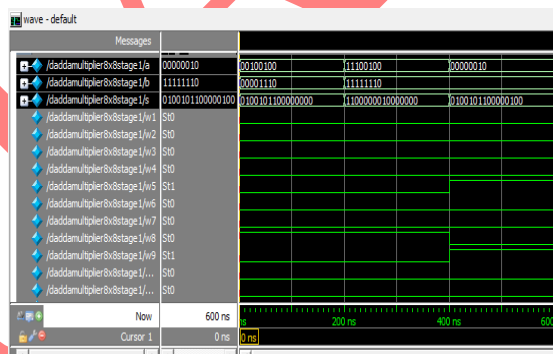 wave - default
Messages
/daddamultiplier8x8stage1/a 00000010 00100100 11100100 00000010
/daddamultiplier8x8stage1/b 11111110 00001110 11111110
/daddamultiplier8x8stage1/s 0100101100000100 0100101100000000 1100000010000000 0100101100000100
/daddamultiplier8x8stage1/w1 St0
/daddamultiplier8x8stage1/w2 St0
/daddamultiplier8x8stage1/w3 St0
/daddamultiplier8x8stage1/w4 St0
/daddamultiplier8x8stage1/w5 St1
/daddamultiplier8x8stage1/w6 St0
/daddamultiplier8x8stage1/w7 St0
/daddamultiplier8x8stage1/w8 St0
/daddamultiplier8x8stage1/w9 St1
/daddamultiplier8x8stage1/... St0
/daddamultiplier8x8stage1/... St0
Now 600 ns ns 200 ns 400 ns 600
Cursor 1 0 ns 0 ns